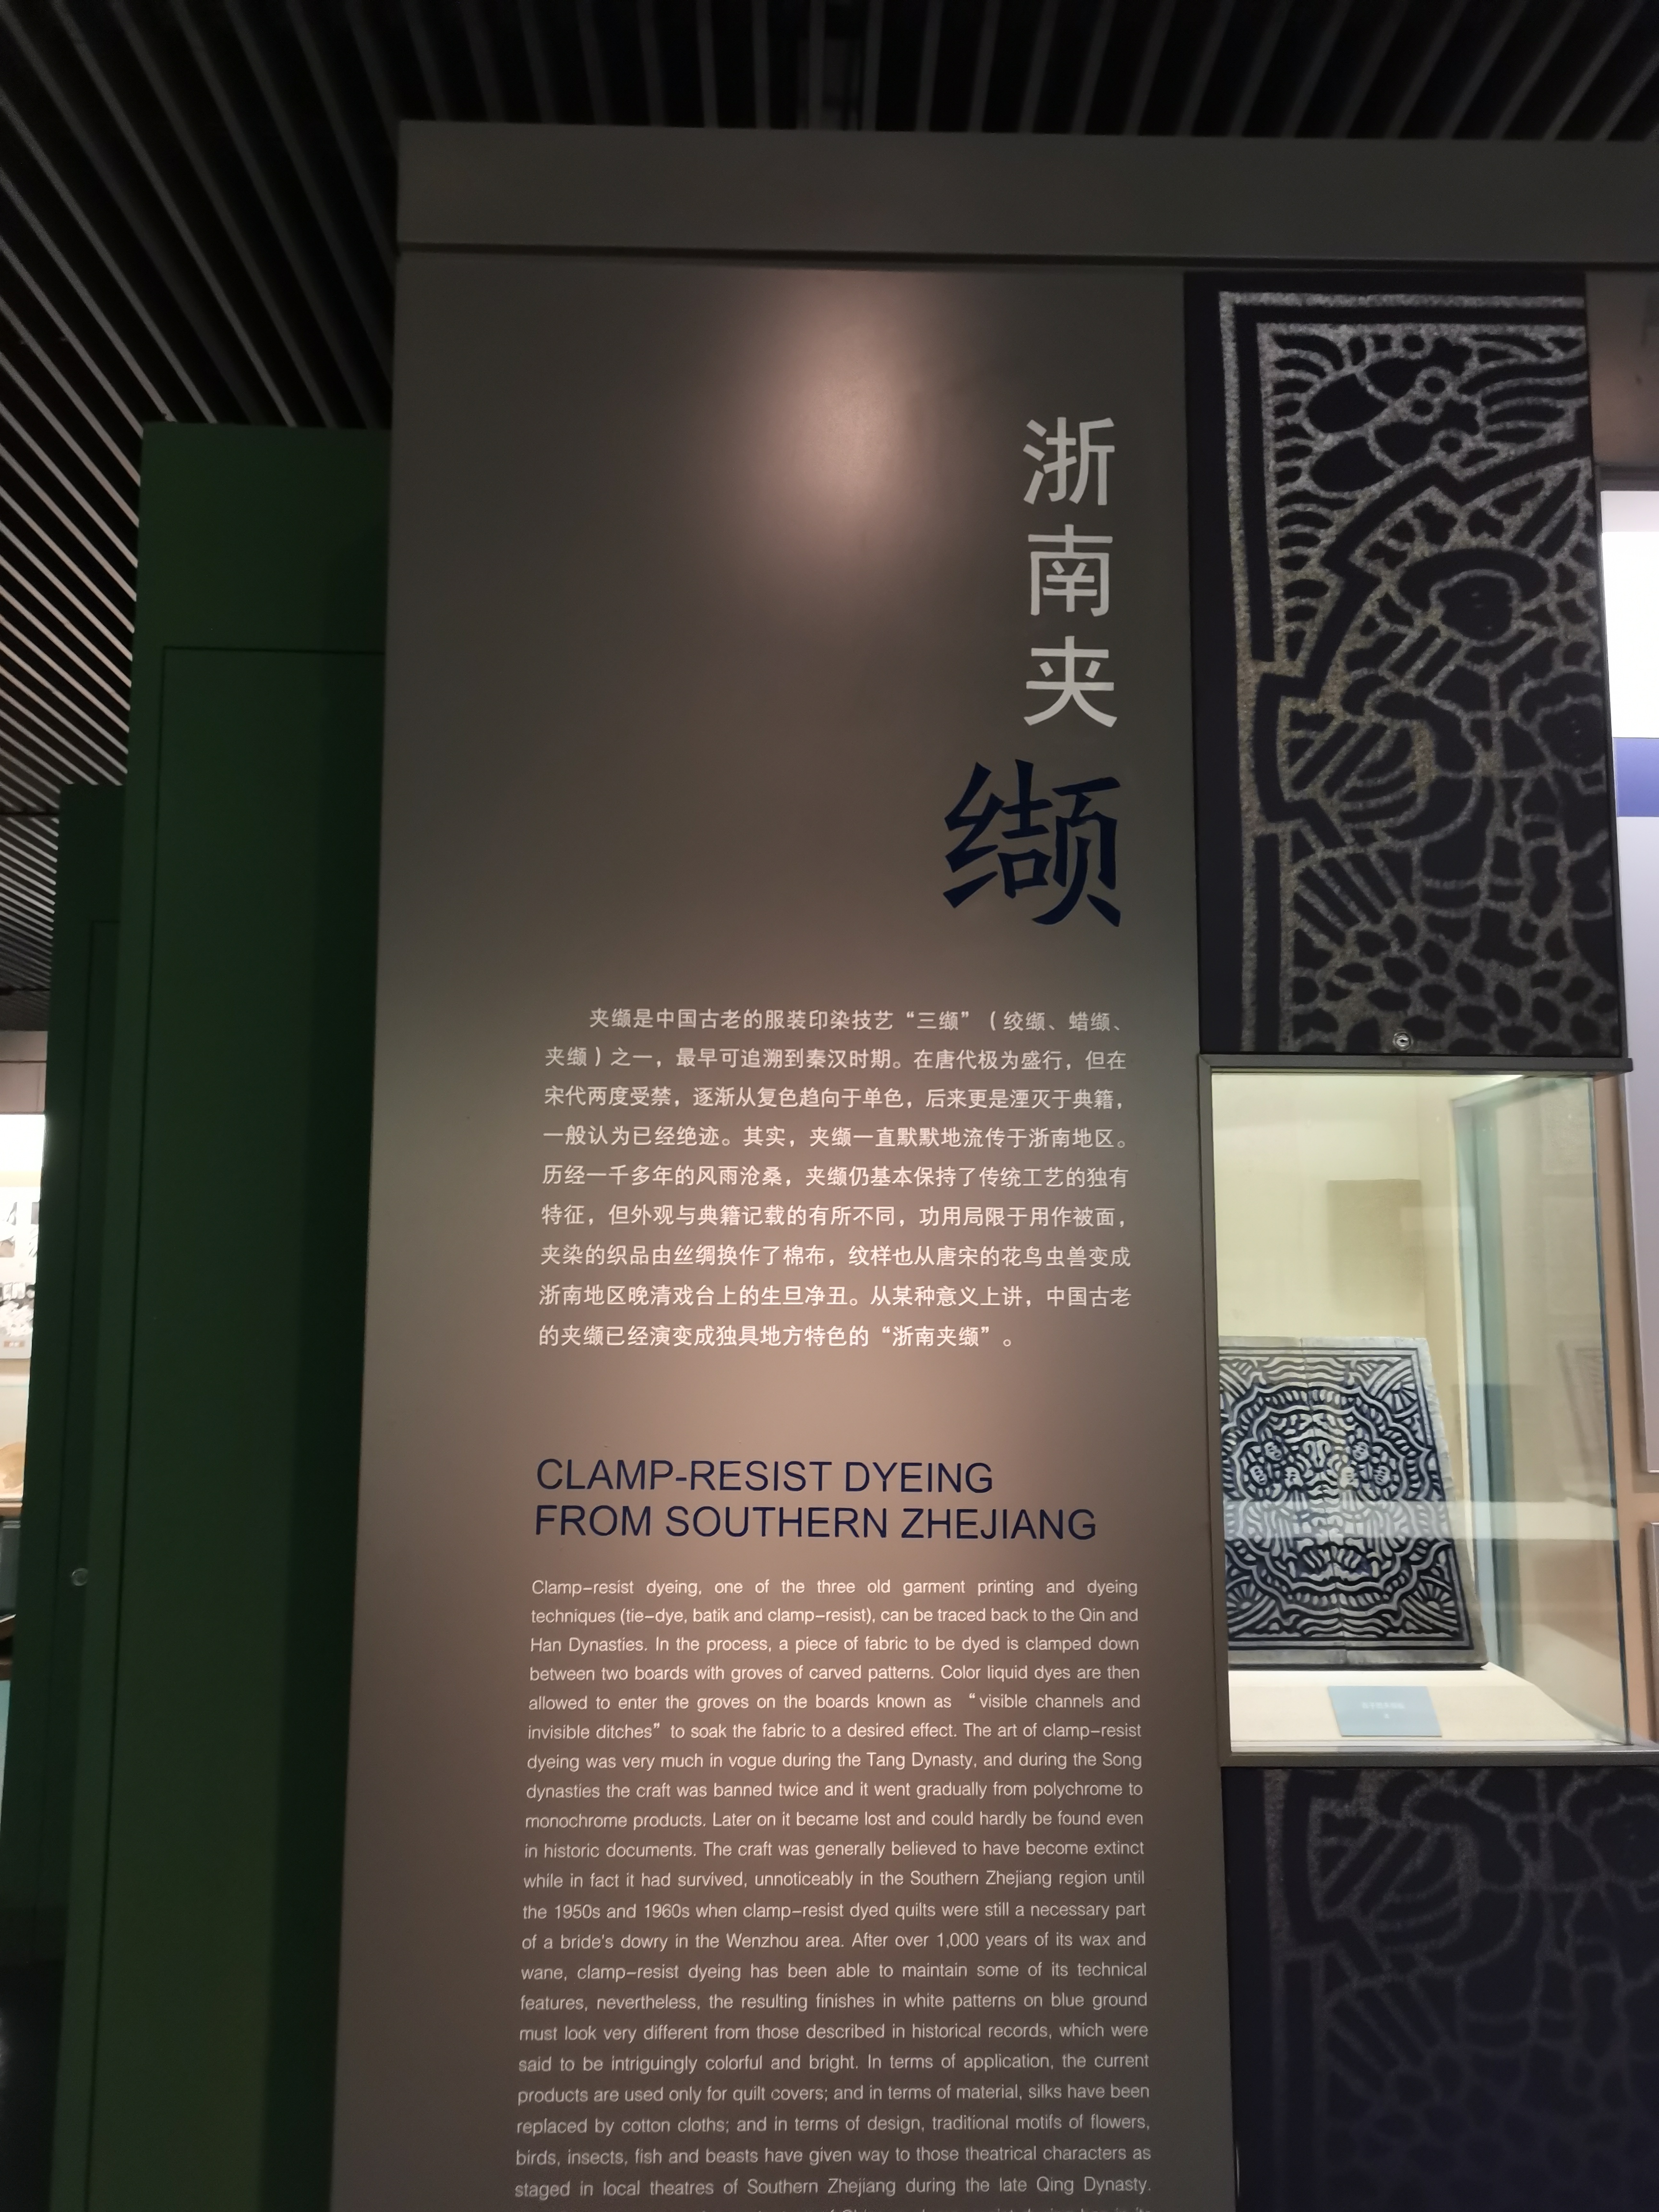 浙南夹缬
夹缬是中国古老的服装印染技艺“三缬”(绞缬、蜡缬、
夹缬)之一，最早可追溯到秦汉时期。在唐代极为盛行，但在
宋代两度受禁，逐渐从复色趋向于单色，后来更是湮灭于典籍，
一般认为已经绝迹。其实，夹缬一直默默地流传于浙南地区。
历经一千多年的风雨沧桑，夹缬仍基本保持了传统工艺的独有
特征，但外观与典籍记载的有所不同，功用局限于用作被面，
夹染的织品由丝绸换作了棉布，纹样也从唐宋的花鸟虫兽变成
浙南地区晚清戏台上的生旦净丑。从某种意义上讲，中国古老
的夹缬已经演变成独具地方特色的“浙南夹缬”。
CLAMP-RESIST DYEING
FROM SOUTHERN ZHEJIANG
Clamp-resist dyeing, one of the three old garment printing and dyeing
techniques (tie-dye, batik and clamp-resist), can be traced back to the Qin and
Han Dynasties. In the process, a piece of fabric to be dyed is clamped down
between two boards with groves of carved patterns. Color liquid dyes are then
allowed to enter the groves on the boards known as “visible channels and
invisible ditches” to soak the fabric to a desired effect. The art of clamp-resist
dyeing was very much in vogue during the Tang Dynasty, and during the Song
dynasties the craft was banned twice and it went gradually from polychrome to
monochrome products. Later on it became lost and could hardly be found even
in historic documents. The craft was generally believed to have become extinct
while in fact it had survived, unnoticeably in the Southern Zhejiang region until
the 1950s and 1960s when clamp-resist dyed quilts were still a necessary part
of a bride's dowry in the Wenzhou area. After over 1,000 years of its wax and
wane, clamp-resist dyeing has been able to maintain some of its technical
features, nevertheless, the resulting finishes in white patterns on blue ground
must look very different from those described in historical records, which were
said to be intriguingly colorful and bright. In terms of application, the current
products are used only for quilt covers; and in terms of material, silks have been
replaced by cotton cloths; and in terms of design, traditional motifs of flowers,
birds, insects, fish and beasts have given way to those theatrical characters as
staged in local theatres of Southern Zhejiang during the late Qing Dynasty.